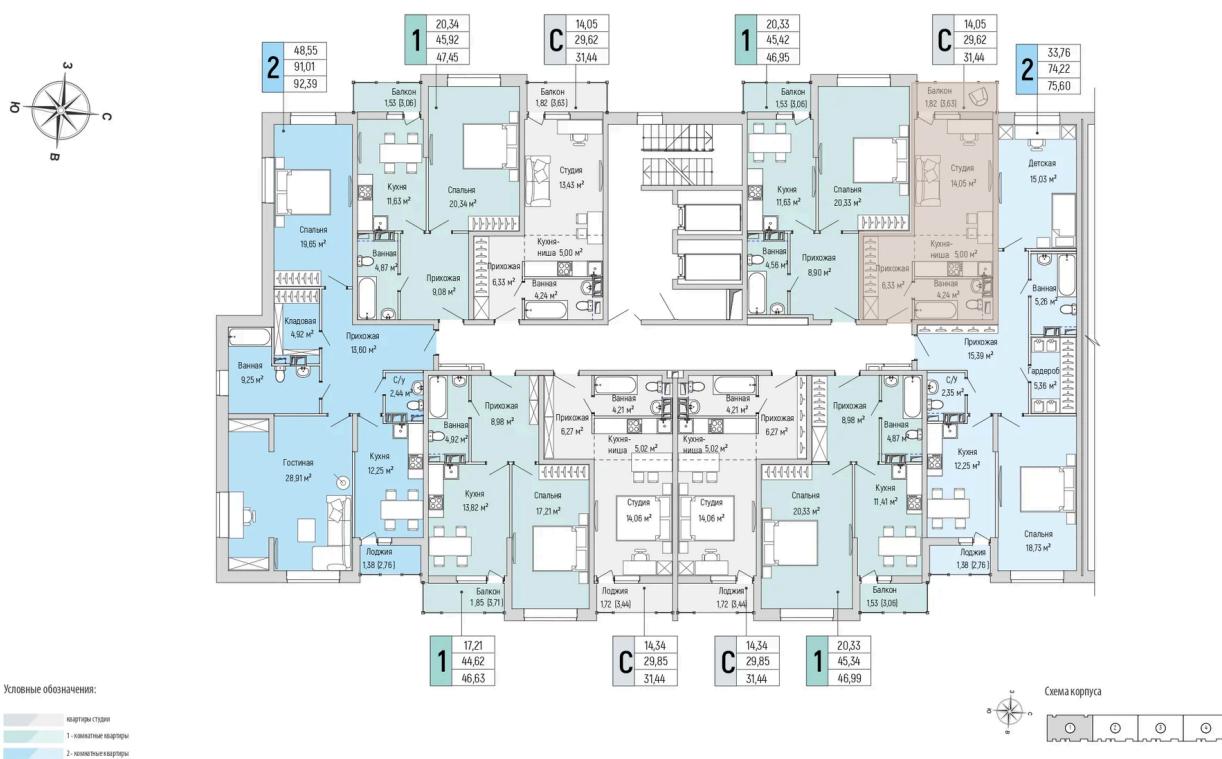 2
48,55
91,01
92,39
1
20,34
45,92
47,45
С
14,05
29,62
31,44
1
20,33
45,42
46,95
С
14,05
29,62
31,44
2
33,76
74,22
75,60
З
Ю
С
В
Балкон
1,53 (3,06)
Балкон
1,82 (3,63)
Балкон
1,53 (3,06)
Балкон
1,82 (3,63)
Спальня
19,65 м²
Кухня
11,63 м²
Спальня
20,34 м²
Студия
13,43 м²
Кухня
11,63 м²
Спальня
20,33 м²
Студия
14,05 м²
Детская
15,03 м²
Ванная
4,87 м²
Прихожая
9,08 м²
Прихожая
6,33 м²
Кухня-
ниша 5,00 м²
Ванная
4,24 м²
Ванная
4,56 м²
Прихожая
8,90 м²
Прихожая
6,33 м²
Кухня-
ниша 5,00 м²
Ванная
4,24 м²
Ванная
5,26 м²
Кладовая
4,92 м²
Прихожая
13,60 м²
Прихожая
15,39 м²
Ванная
9,25 м²
С/у
2,44 м²
С/у
2,35 м²
Гардероб
5,36 м²
Ванная
4,92 м²
Прихожая
8,98 м²
Прихожая
6,27 м²
Ванная
4,21 м²
Кухня-
ниша 5,02 м²
Ванная
4,21 м²
Кухня-
ниша 5,02 м²
Прихожая
6,27 м²
Прихожая
8,98 м²
Ванная
4,87 м²
Гостиная
28,91 м²
Кухня
12,25 м²
Кухня
13,82 м²
Спальня
17,21 м²
Студия
14,06 м²
Студия
14,06 м²
Спальня
20,33 м²
Кухня
11,41 м²
Кухня
12,25 м²
Спальня
18,73 м²
Лоджия
1,38 (2,76)
Балкон
1,85 (3,71)
Лоджия
1,72 (3,44)
Лоджия
1,72 (3,44)
Балкон
1,53 (3,06)
Лоджия
1,38 (2,76)
1
17,21
44,62
46,63
С
14,34
29,85
31,44
С
14,34
29,85
31,44
1
20,33
45,34
46,99
Условные обозначения:
квартиры студии
1 - комнатные квартиры
2 - комнатные квартиры
З
Ю
С
В
Схема корпуса
1
2
3
4